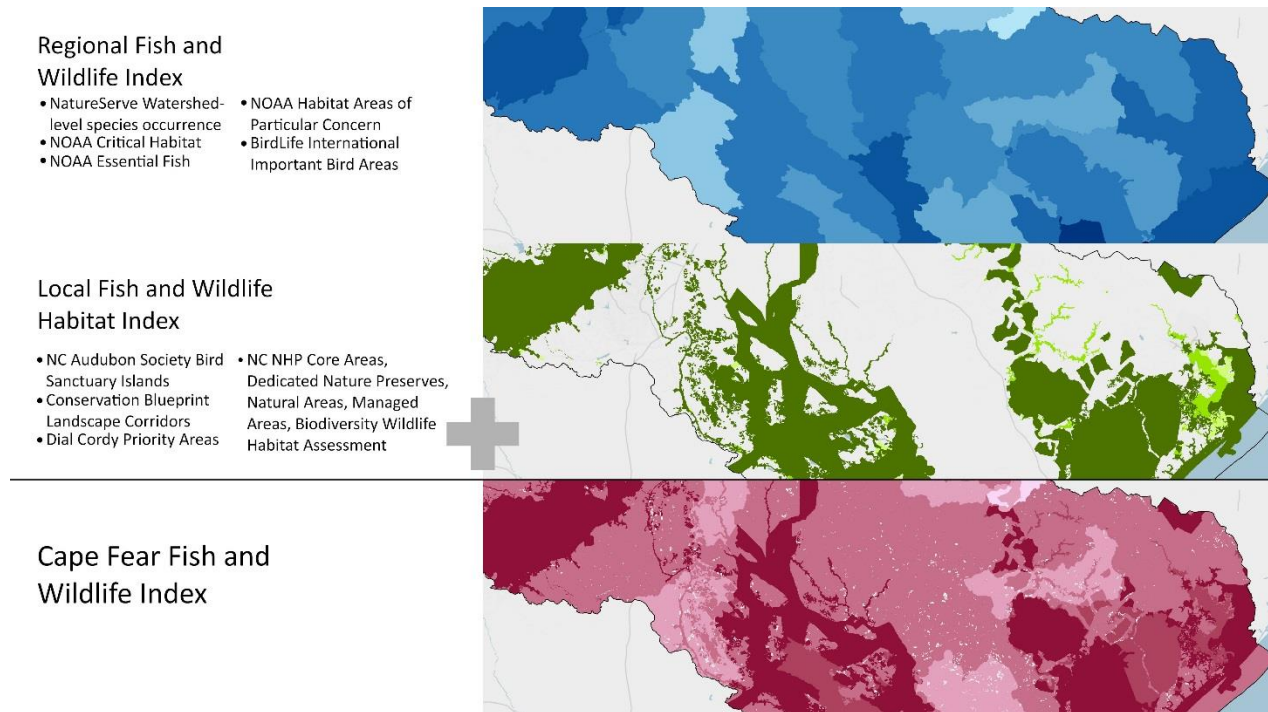 Regional Fish and
Wildlife Index
• NatureServe Watershed-
level species occurrence
• NOAA Critical Habitat
• NOAA Essential Fish
• NOAA Habitat Areas of
Particular Concern
• BirdLife International
Important Bird Areas
Local Fish and Wildlife
Habitat Index
• NC Audubon Society Bird
Sanctuary Islands
• Conservation Blueprint
Landscape Corridors
• Dial Cordy Priority Areas
• NC NHP Core Areas,
Dedicated Nature Preserves,
Natural Areas, Managed
Areas, Biodiversity Wildlife
Habitat Assessment
Cape Fear Fish and
Wildlife Index